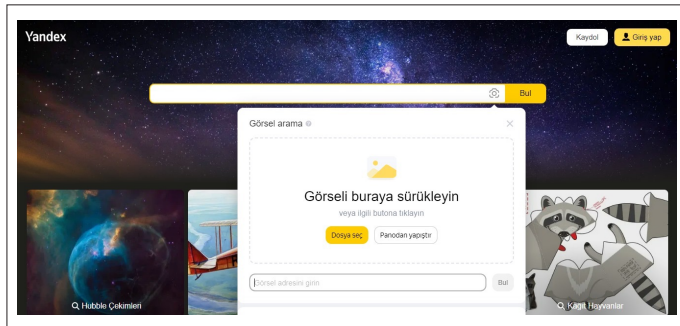 Yandex
Kaydol
Giriş yap
Bul
Görsel arama
Görseli buraya sürükleyin
veya ilgili butona tıklayın
Dosya seç
Panodan yapıştır
Görsel adresini girin
Bul
Hubble Çekimleri
Kağıt Hayvanlar